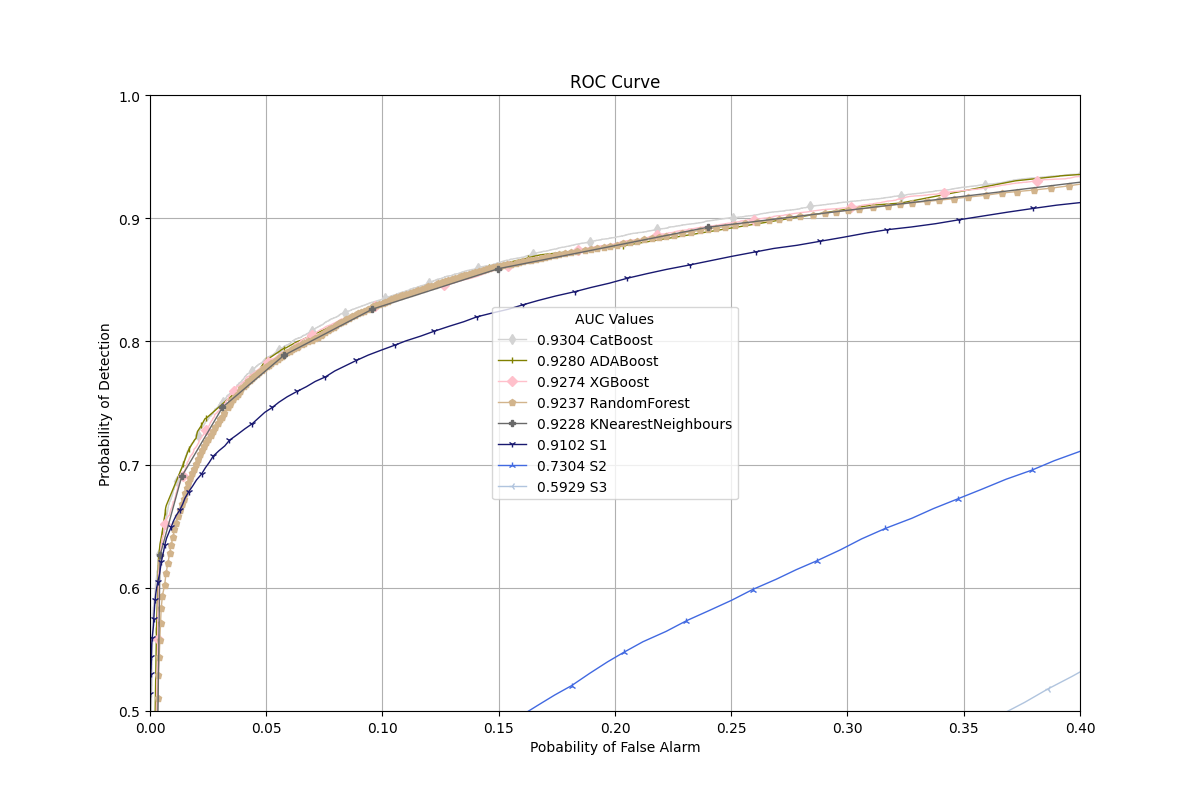 ROC Curve
1.0
0.9
0.8
0.7
0.6
0.5
Probability of Detection
AUC Values
0.9304 CatBoost
0.9280 ADABoost
0.9274 XGBoost
0.9237 RandomForest
0.9228 KNearestNeighbours
0.9102 S1
0.7304 S2
0.5929 S3
0.00 0.05 0.10 0.15 0.20 0.25 0.30 0.35 0.40
Pobability of False Alarm